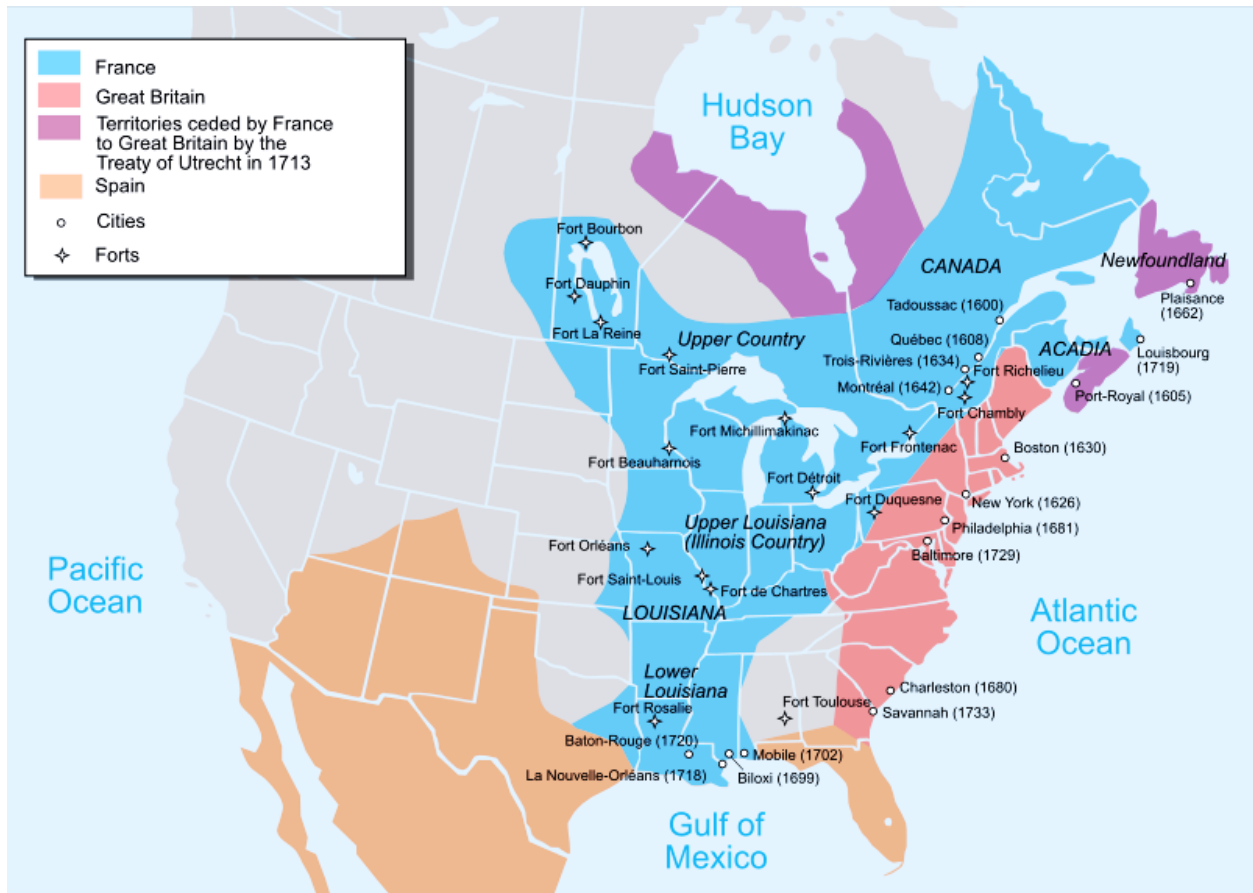 France
Great Britain
Territories ceded by France
to Great Britain by the
Treaty of Utrecht in 1713
Spain
Cities
Forts
Hudson
Bay
Fort Bourbon
Fort Dauphin
Fort La Reine
Upper Country
Fort Saint-Pierre
CANADA
Newfoundland
Plaisance
(1662)
Tadoussac (1600)
Québec (1608)
ACADIA
Louisbourg
(1719)
Trois-Rivières (1634)
Fort Richelieu
Montréal (1642)
Port-Royal (1605)
Fort Chambly
Fort Michillimakinac
Fort Frontenac
Fort Beauharnois
Boston (1630)
Fort Détroit
Fort Duquesne
New York (1626)
Upper Louisiana
(Illinois Country)
Philadelphia (1681)
Fort Orléans
Baltimore (1729)
Pacific
Ocean
Fort Saint-Louis
Fort de Chartres
LOUISIANA
Atlantic
Ocean
Lower
Louisiana
Charleston (1680)
Fort Toulouse
Fort Rosalie
Savannah (1733)
Baton-Rouge (1720)
Mobile (1702)
La Nouvelle-Orléans (1718)
Biloxi (1699)
Gulf of
Mexico